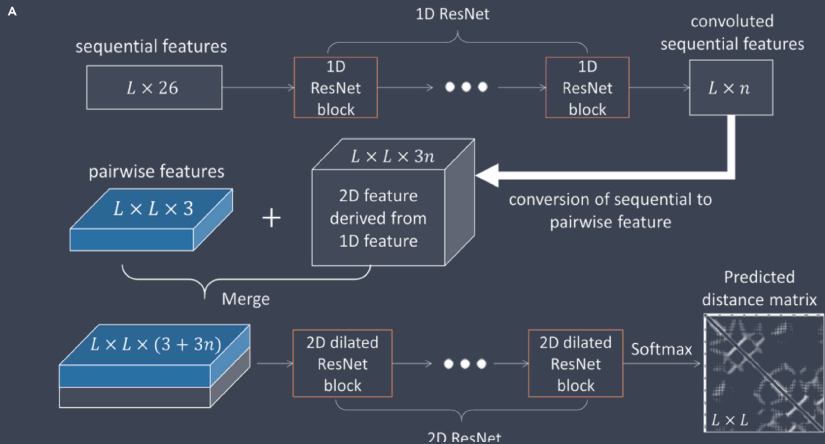 A
1D ResNet
sequential features
L × 26
1D
ResNet
block
1D
ResNet
block
convoluted
sequential features
L × n
pairwise features
L × L × 3
+
L × L × 3n
2D feature
derived from
1D feature
conversion of sequential to
pairwise feature
Merge
L × L × (3 + 3n)
2D dilated
ResNet
block
2D dilated
ResNet
block
Softmax
Predicted
distance matrix
L × L
2D ResNet